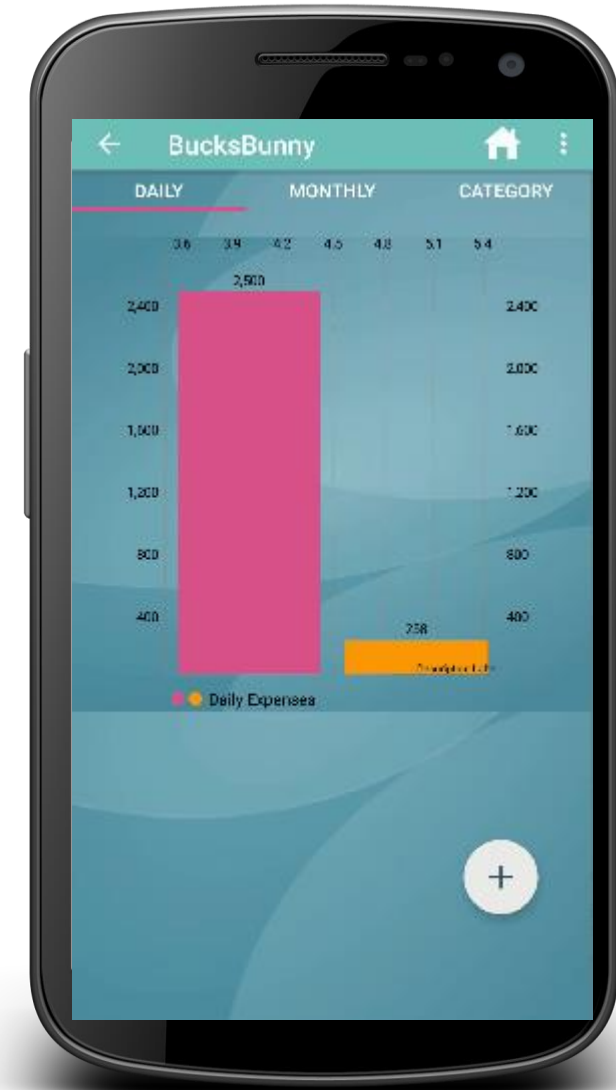 BucksBunny
DAILY MONTHLY CATEGORY
3.6 3.9 4.2 4.5 4.8 5.1 5.4
2,500
2,400 2,400
2,000 2,000
1,600 1,600
1,200 1,200
800 800
400 400
258
Description
Daily Expenses